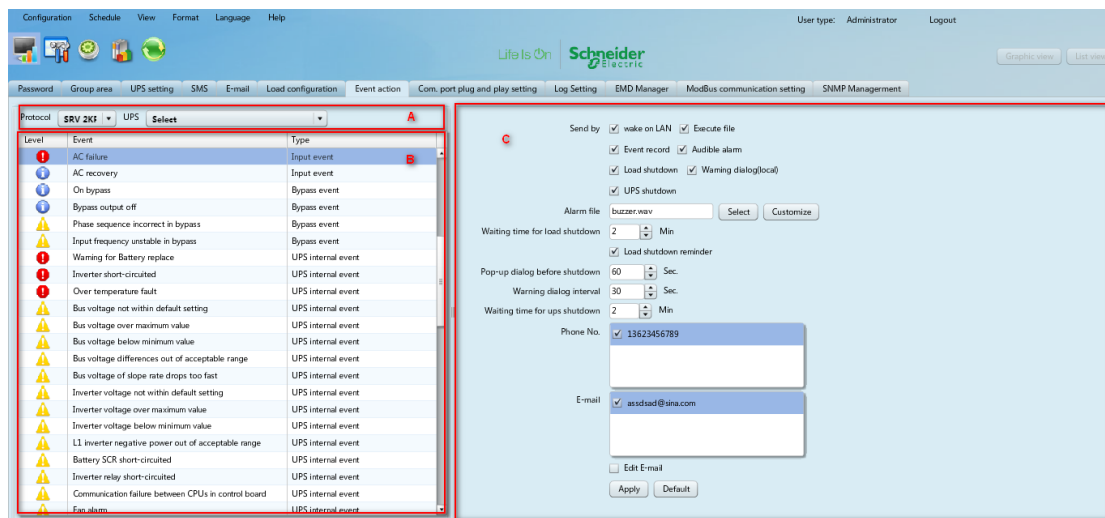 Configuration Schedule View Format Language Help User type: Administrator Logout
Life Is On Schneider Electric Graphic view List view
Password Group area UPS setting SMS E-mail Load configuration Event action Com. port plug and play setting Log Setting EMD Manager ModBus communication setting SNMP Managerment
Protocol SRV 2KF UPS Select A
Level Event Type
AC failure Input event B
AC recovery Input event
On bypass Bypass event
Bypass output off Bypass event
Phase sequence incorrect in bypass Bypass event
Input frequency unstable in bypass Bypass event
Warning for Battery replace UPS internal event
Inverter short-circuited UPS internal event
Over temperature fault UPS internal event
Bus voltage not within default setting UPS internal event
Bus voltage over maximum value UPS internal event
Bus voltage below minimum value UPS internal event
Bus voltage differences out of acceptable range UPS internal event
Bus voltage of slope rate drops too fast UPS internal event
Inverter voltage not within default setting UPS internal event
Inverter voltage over maximum value UPS internal event
Inverter voltage below minimum value UPS internal event
L1 inverter negative power out of acceptable range UPS internal event
Battery SCR short-circuited UPS internal event
Inverter relay short-circuited UPS internal event
Communication failure between CPUs in control board UPS internal event
Fan alarm UPS internal event
C
Send by wake on LAN Execute file
Event record Audible alarm
Load shutdown Warning dialog(local)
UPS shutdown
Alarm file buzzer.wav Select Customize
Waiting time for load shutdown 2 Min
Load shutdown reminder
Pop-up dialog before shutdown 60 Sec.
Warning dialog interval 30 Sec.
Waiting time for ups shutdown 2 Min
Phone No. 13623456789
E-mail assdsad@sina.com
Edit E-mail
Apply Default